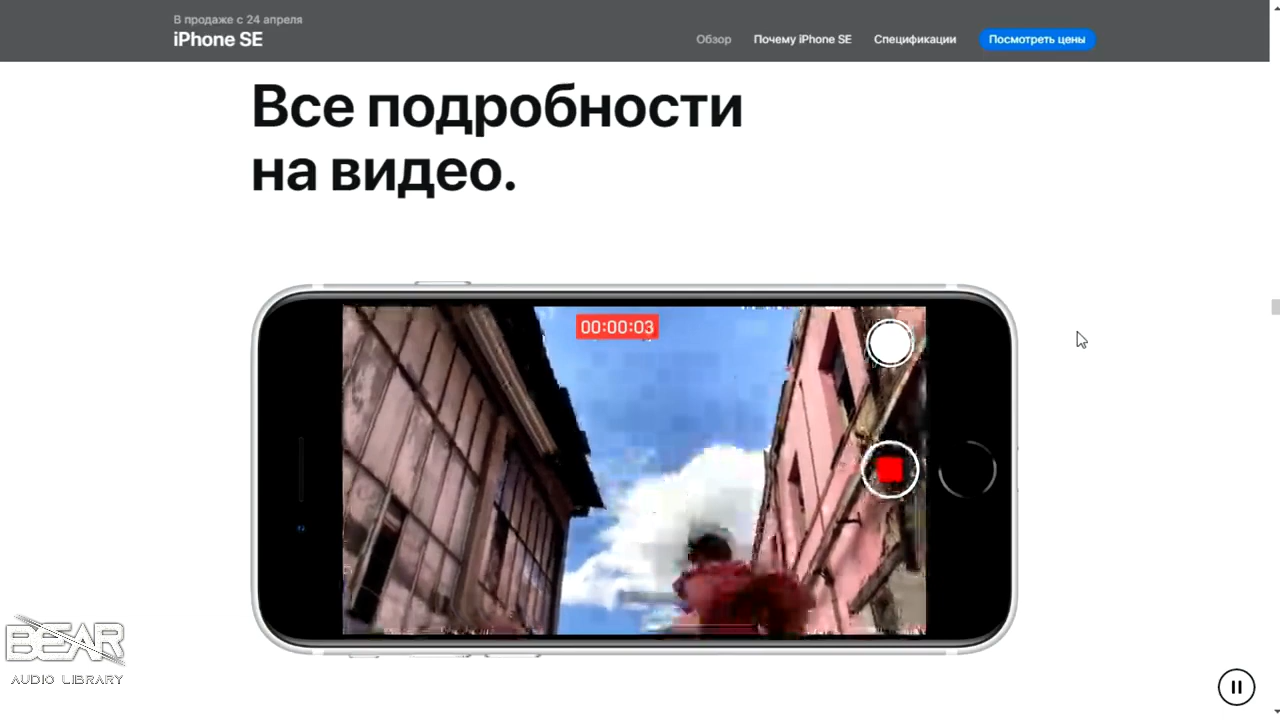 В продаже с 24 апреля
iPhone SE
Обзор
Почему iPhone SE
Спецификации
Посмотреть цены
Все подробности
на видео.
00:00:03
BEAR
AUDIO LIBRARY